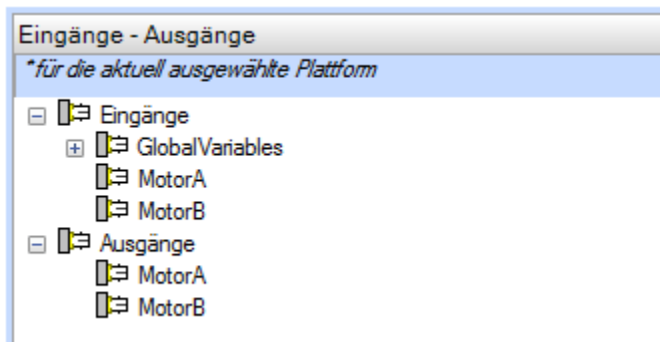 Eingänge - Ausgänge
*für die aktuell ausgewählte Plattform
Eingänge
GlobalVariables
MotorA
MotorB
Ausgänge
MotorA
MotorB